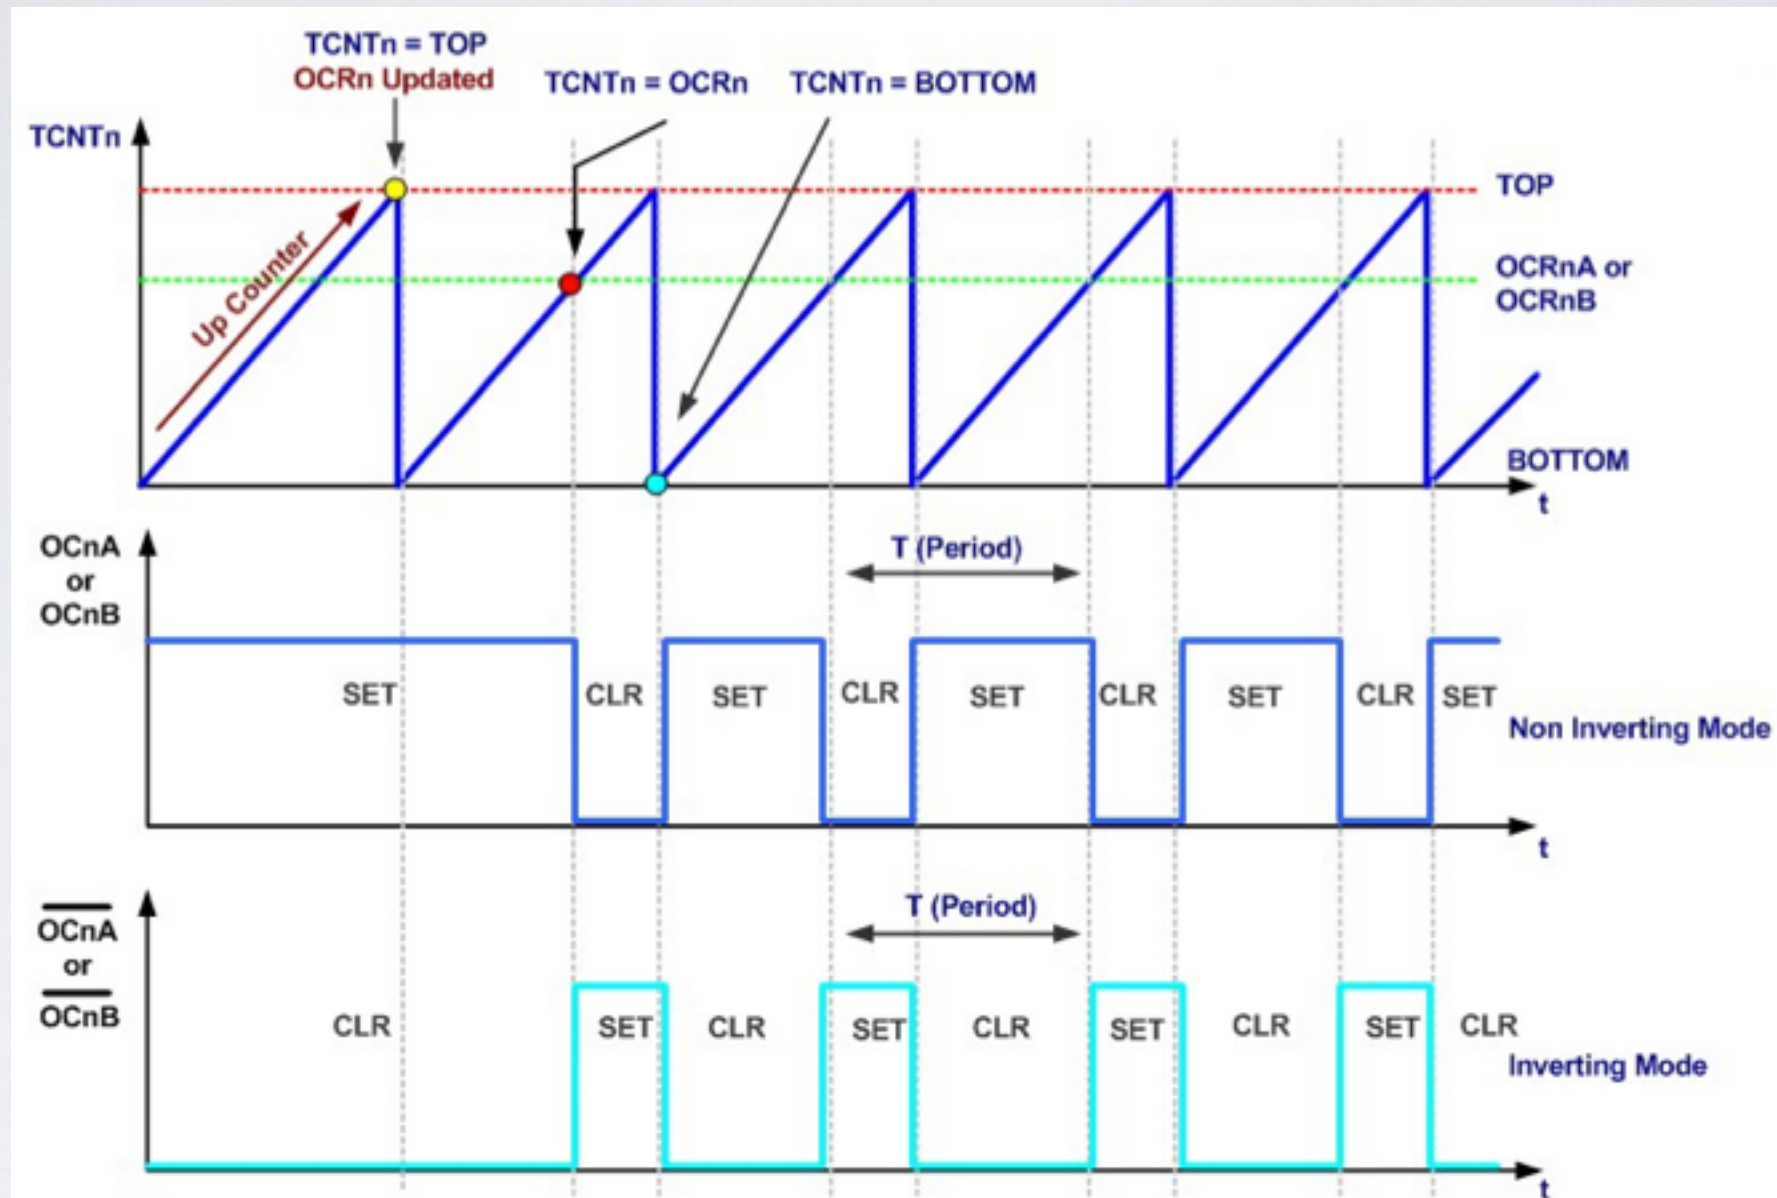 TCNTn = TOP
OCRn Updated
TCNTn = OCRn
TCNTn = BOTTOM
TCNTn
TOP
Up Counter
OCRnA or
OCRnB
BOTTOM
t
OCnA
or
OCnB
T (Period)
SET
CLR
SET
CLR
SET
CLR
SET
CLR
SET
Non Inverting Mode
t
OCnA
or
OCnB
T (Period)
CLR
SET
CLR
SET
CLR
SET
CLR
SET
CLR
Inverting Mode
t